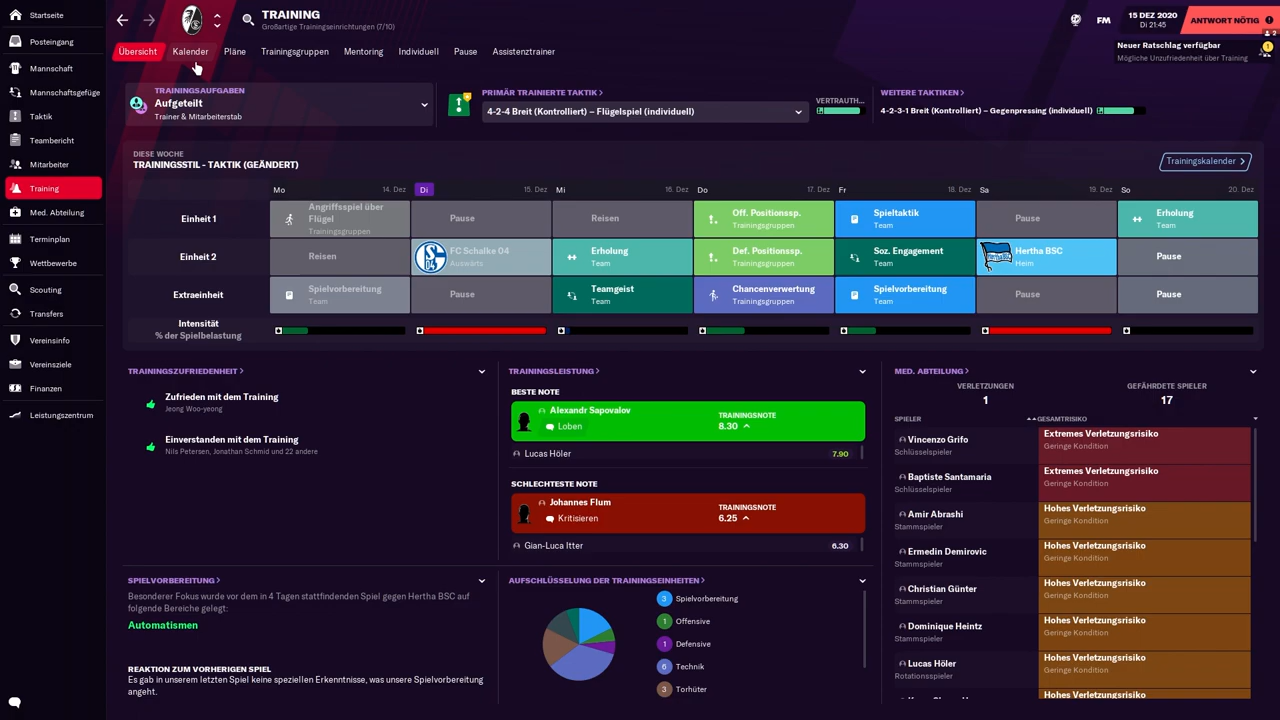 Startseite
Posteingang
Mannschaft
Mannschaftsgefüge
Taktik
Teambericht
Mitarbeiter
Training
Med. Abteilung
Terminplan
Wettbewerbe
Scouting
Transfers
Vereinsinfo
Vereinsziele
Finanzen
Leistungszentrum
TRAINING
Großartige Trainingseinrichtungen (7/10)
FM
15 DEZ 2020
Di 21:45
ANTWORT NÖTIG
2
Neuer Ratschlag verfügbar
Mögliche Unzufriedenheit über Training
Übersicht Kalender Pläne Trainingsgruppen Mentoring Individuell Pause Assistenztrainer
TRAININGSAUFGABEN
Aufgeteilt
Trainer & Mitarbeiterstab
PRIMÄR TRAINIERTE TAKTIK
4-2-4 Breit (Kontrolliert) – Flügelspiel (individuell)
VERTRAUTH...
WEITERE TAKTIKEN
4-2-3-1 Breit (Kontrolliert) – Gegenpressing (individuell)
DIESE WOCHE
TRAININGSSTIL - TAKTIK (GEÄNDERT)
Trainingskalender
Mo 14. Dez Di 15. Dez Mi 16. Dez Do 17. Dez Fr 18. Dez Sa 19. Dez So 20. Dez
Einheit 1
Angriffsspiel über Flügel
Trainingsgruppen
Pause
Reisen
Off. Positionssp.
Trainingsgruppen
Spieltaktik
Team
Pause
Erholung
Team
Einheit 2
Reisen
FC Schalke 04
Auswärts
Erholung
Team
Def. Positionssp.
Trainingsgruppen
Soz. Engagement
Team
Hertha BSC
Heim
Pause
Extraeinheit
Spielvorbereitung
Team
Pause
Teamgeist
Team
Chancenverwertung
Trainingsgruppen
Spielvorbereitung
Team
Pause
Pause
Intensität
% der Spielbelastung
TRAININGSZUFRIEDENHEIT
Zufrieden mit dem Training
Jeong Woo-yeong
Einverstanden mit dem Training
Nils Petersen, Jonathan Schmid und 22 andere
TRAININGSLEISTUNG
BESTE NOTE
Alexandr Sapovalov
Loben
TRAININGSNOTE
8.30
Lucas Höler 7.90
SCHLECHTESTE NOTE
Johannes Flum
Kritisieren
TRAININGSNOTE
6.25
Gian-Luca Itter 6.30
MED. ABTEILUNG
VERLETZUNGEN
1
GEFÄHRDETE SPIELER
17
SPIELER GESAMTRISIKO
Vincenzo Grifo
Schlüsselspieler
Extremes Verletzungsrisiko
Geringe Kondition
Baptiste Santamaria
Schlüsselspieler
Extremes Verletzungsrisiko
Geringe Kondition
Amir Abrashi
Stammspieler
Hohes Verletzungsrisiko
Geringe Kondition
Ermedin Demirovic
Stammspieler
Hohes Verletzungsrisiko
Geringe Kondition
Christian Günter
Stammspieler
Hohes Verletzungsrisiko
Geringe Kondition
Dominique Heintz
Stammspieler
Hohes Verletzungsrisiko
Geringe Kondition
Lucas Höler
Rotationsspieler
Hohes Verletzungsrisiko
Geringe Kondition
Hohes Verletzungsrisiko
SPIELVORBEREITUNG
Besonderer Fokus wurde vor dem in 4 Tagen stattfindenden Spiel gegen Hertha BSC auf
folgende Bereiche gelegt:
Automatismen
REAKTION ZUM VORHERIGEN SPIEL
Es gab in unserem letzten Spiel keine speziellen Erkenntnisse, was unsere Spielvorbereitung
angeht.
AUFSCHLÜSSELUNG DER TRAININGSEINHEITEN
3 Spielvorbereitung
1 Offensive
1 Defensive
6 Technik
3 Torhüter